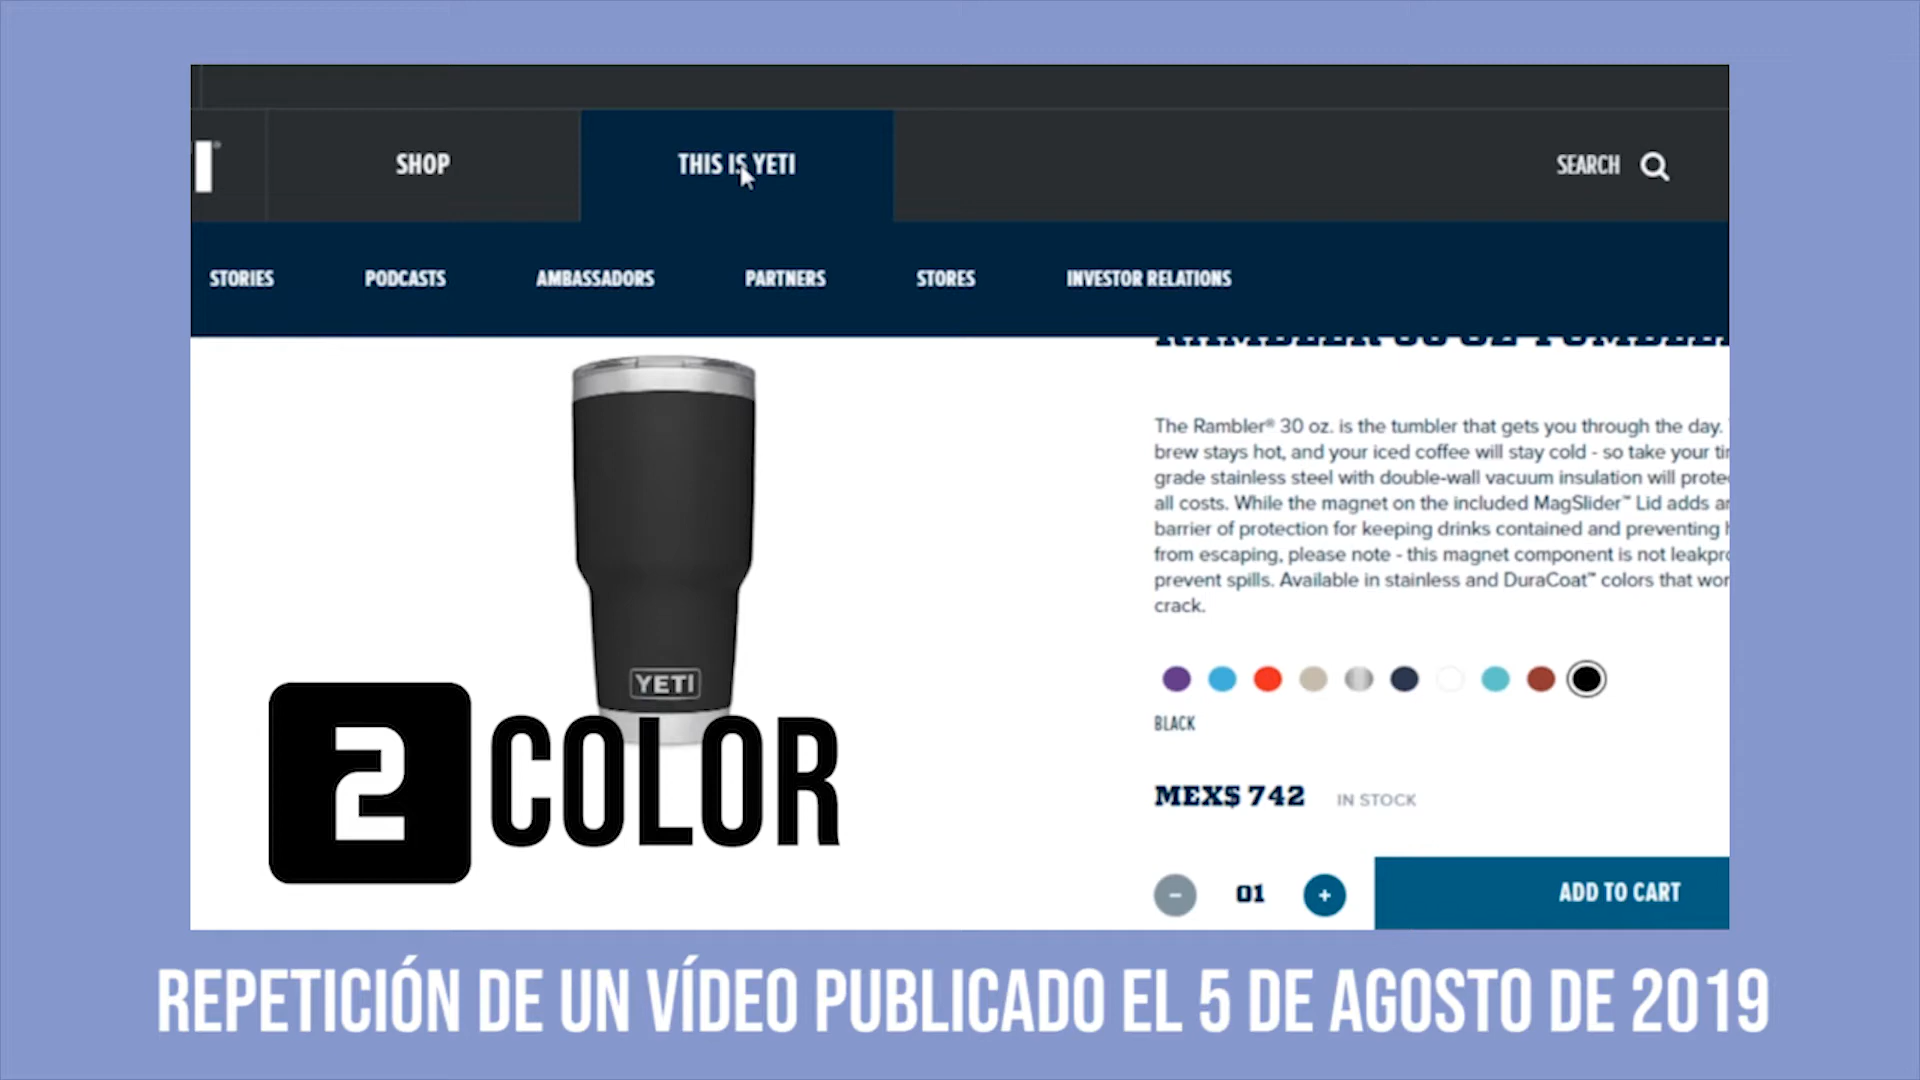 SHOP
THIS IS YETI
SEARCH
STORIES
PODCASTS
AMBASSADORS
PARTNERS
STORES
INVESTOR RELATIONS
RAMBLER 30 OZ TUMBLER
The Rambler® 30 oz. is the tumbler that gets you through the day.
brew stays hot, and your iced coffee will stay cold - so take your
grade stainless steel with double-wall vacuum insulation will
all costs. While the magnet on the included MagSlider™ Lid adds
barrier of protection for keeping drinks contained and preventing
from escaping, please note - this magnet component is not
prevent spills. Available in stainless and DuraCoat™ colors that
crack.
YETI
BLACK
2 COLOR
MEX$ 742
IN STOCK
- 01 +
ADD TO CART
REPETICIÓN DE UN VÍDEO PUBLICADO EL 5 DE AGOSTO DE 2019